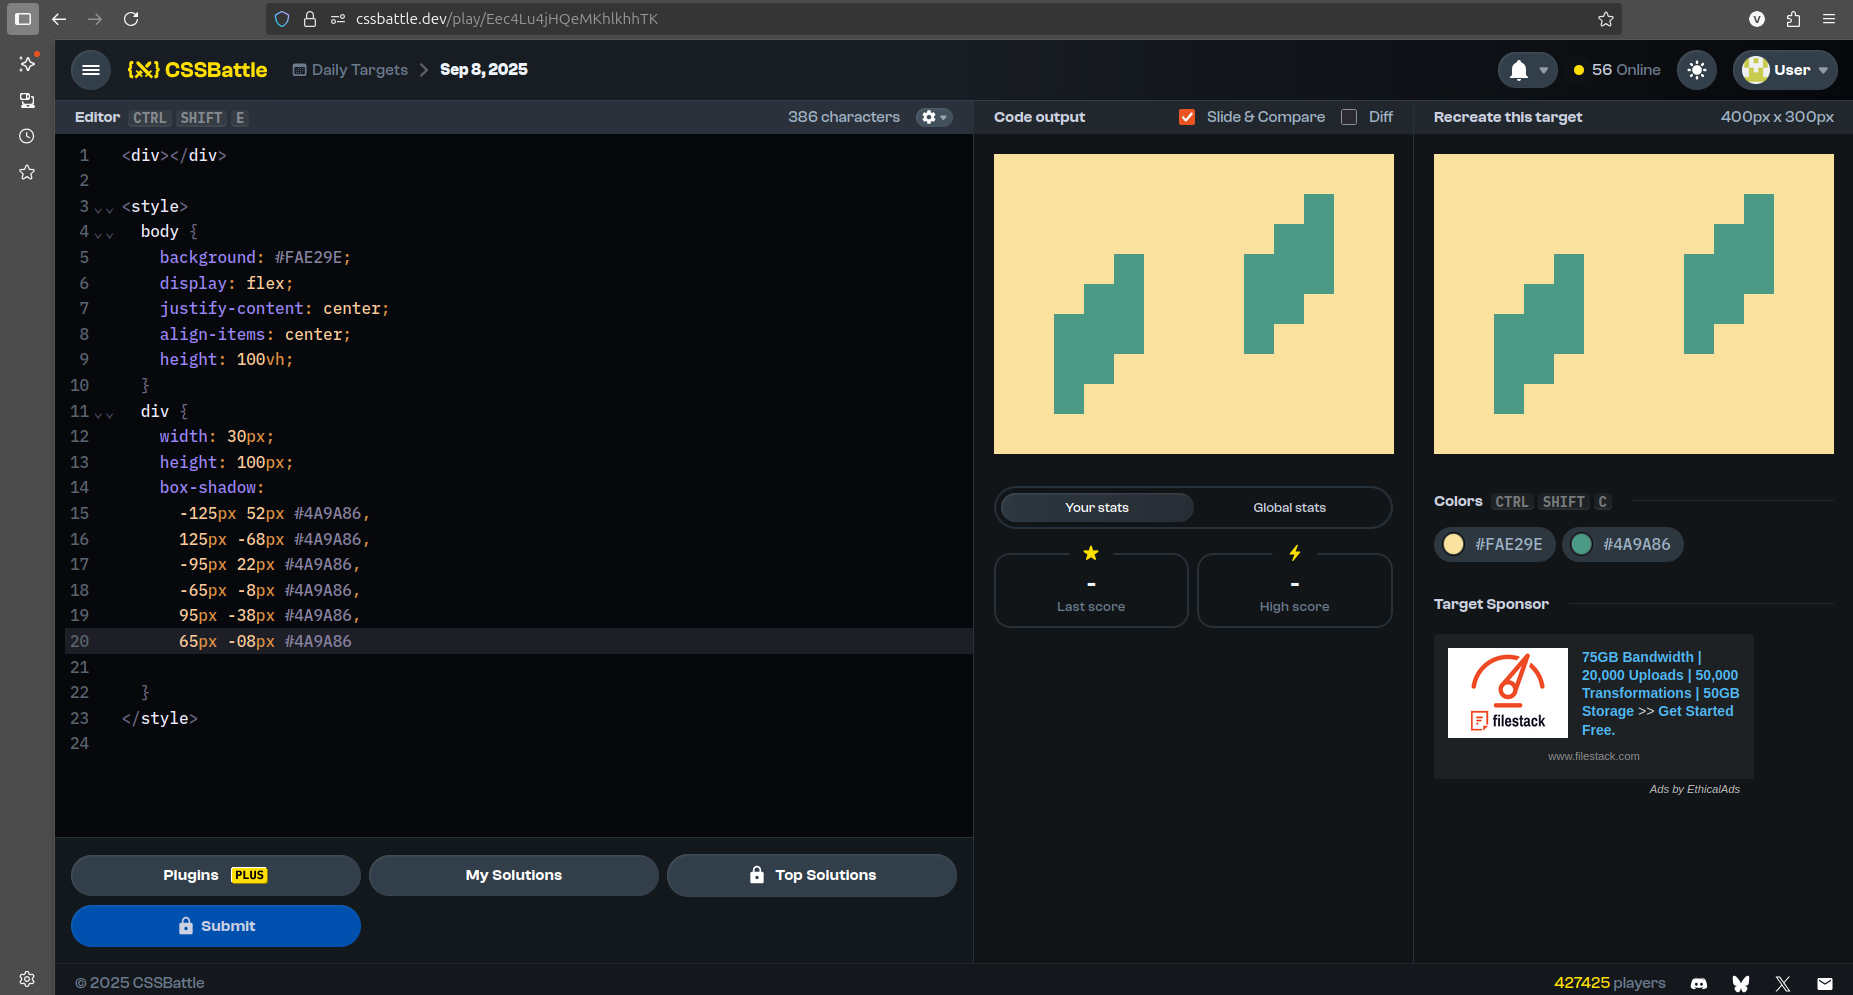 cssbattle.dev/play/Eec4Lu4jHQeMKhlkhhTK
V
CSSBattle
Daily Targets
Sep 8, 2025
56 Online
User
Editor CTRL SHIFT E
386 characters
1 <div></div>
2
3 <style>
4 body {
5 background: #FAE29E;
6 display: flex;
7 justify-content: center;
8 align-items: center;
9 height: 100vh;
10 }
11 div {
12 width: 30px;
13 height: 100px;
14 box-shadow:
15 -125px 52px #4A9A86,
16 125px -68px #4A9A86,
17 -95px 22px #4A9A86,
18 -65px -8px #4A9A86,
19 95px -38px #4A9A86,
20 65px -08px #4A9A86
21
22 }
23 </style>
24
Plugins PLUS
My Solutions
Top Solutions
Submit
Code output
Slide & Compare
Diff
Your stats
Global stats
-
Last score
-
High score
Recreate this target
400px x 300px
Colors CTRL SHIFT C
#FAE29E
#4A9A86
Target Sponsor
filestack
75GB Bandwidth |
20,000 Uploads | 50,000
Transformations | 50GB
Storage >> Get Started
Free.
www.filestack.com
Ads by EthicalAds
© 2025 CSSBattle
427425 players